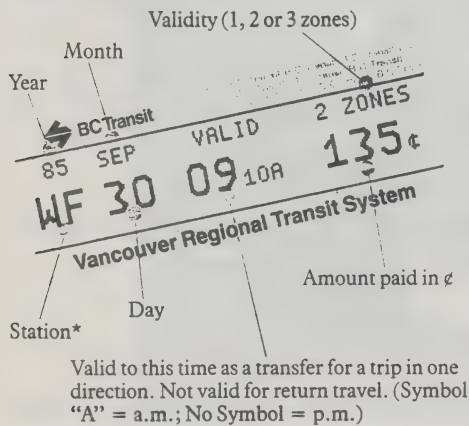 Validity (1, 2 or 3 zones)
Month
Year
BC Transit
85 SEP VALID 2 ZONES
WF 30 09 10A 135¢
Vancouver Regional Transit System
Amount paid in ¢
Day
Station*
Valid to this time as a transfer for a trip in one
direction. Not valid for return travel. (Symbol
"A" = a.m.; No Symbol = p.m.)